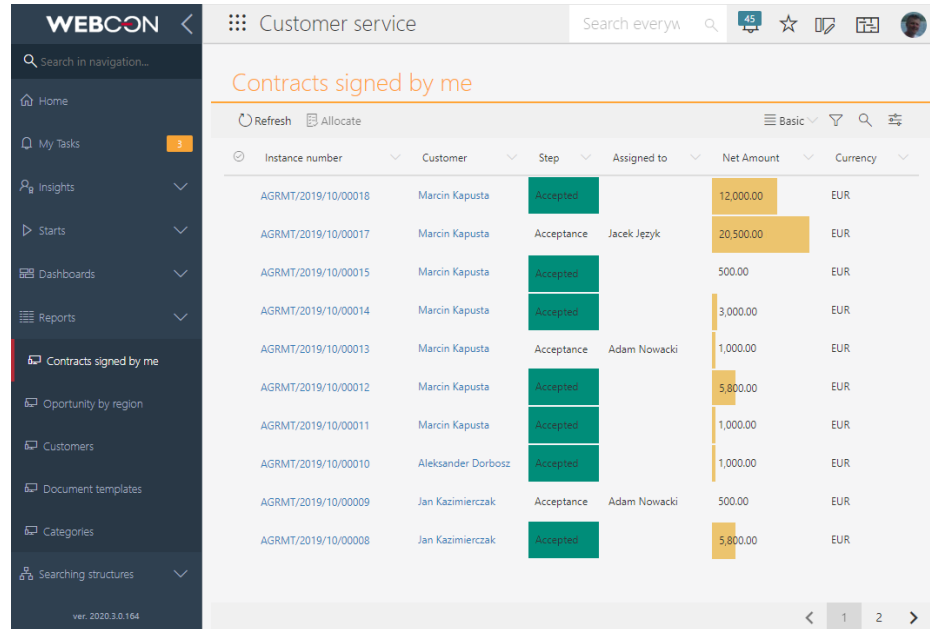 WEBCON
Customer service
Search everyw
45
Search in navigation...
Home
My Tasks
3
Insights
Starts
Dashboards
Reports
Contracts signed by me
Oportunity by region
Customers
Document templates
Categories
Searching structures
ver. 2020.3.0.164
Contracts signed by me
Refresh Allocate Basic
Instance number Customer Step Assigned to Net Amount Currency
AGRMT/2019/10/00018 Marcin Kapusta Accepted 12,000.00 EUR
AGRMT/2019/10/00017 Marcin Kapusta Acceptance Jacek Język 20,500.00 EUR
AGRMT/2019/10/00015 Marcin Kapusta Accepted 500.00 EUR
AGRMT/2019/10/00014 Marcin Kapusta Accepted 3,000.00 EUR
AGRMT/2019/10/00013 Marcin Kapusta Acceptance Adam Nowacki 1,000.00 EUR
AGRMT/2019/10/00012 Marcin Kapusta Accepted 5,800.00 EUR
AGRMT/2019/10/00011 Marcin Kapusta Accepted 1,000.00 EUR
AGRMT/2019/10/00010 Aleksander Dorbosz Accepted 1,000.00 EUR
AGRMT/2019/10/00009 Jan Kazimierczak Acceptance Adam Nowacki 500.00 EUR
AGRMT/2019/10/00008 Jan Kazimierczak Accepted 5,800.00 EUR
1 2